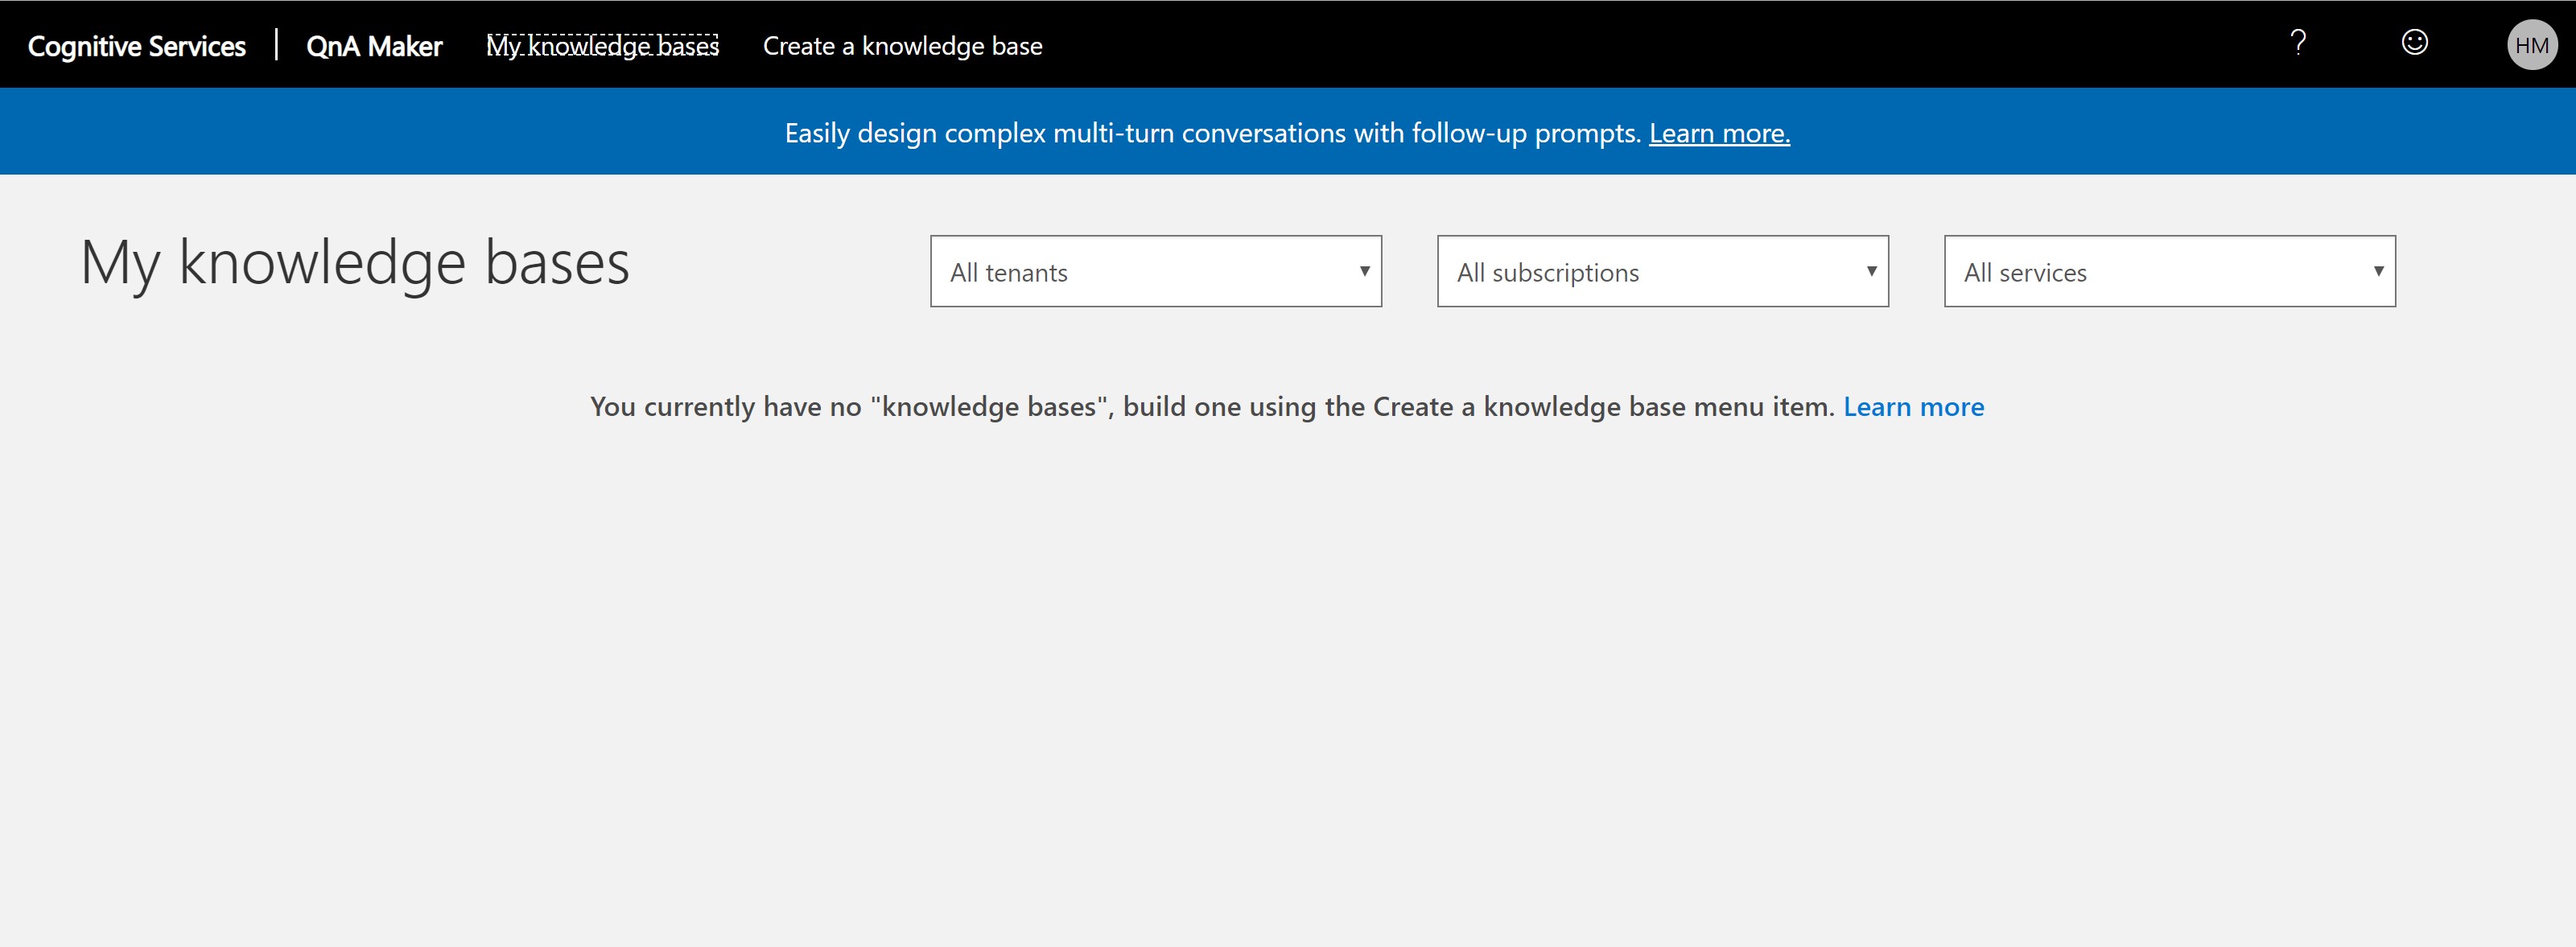 Cognitive Services | QnA Maker My knowledge bases Create a knowledge base ? HM
Easily design complex multi-turn conversations with follow-up prompts. Learn more.
My knowledge bases All tenants All subscriptions All services
You currently have no "knowledge bases", build one using the Create a knowledge base menu item. Learn more